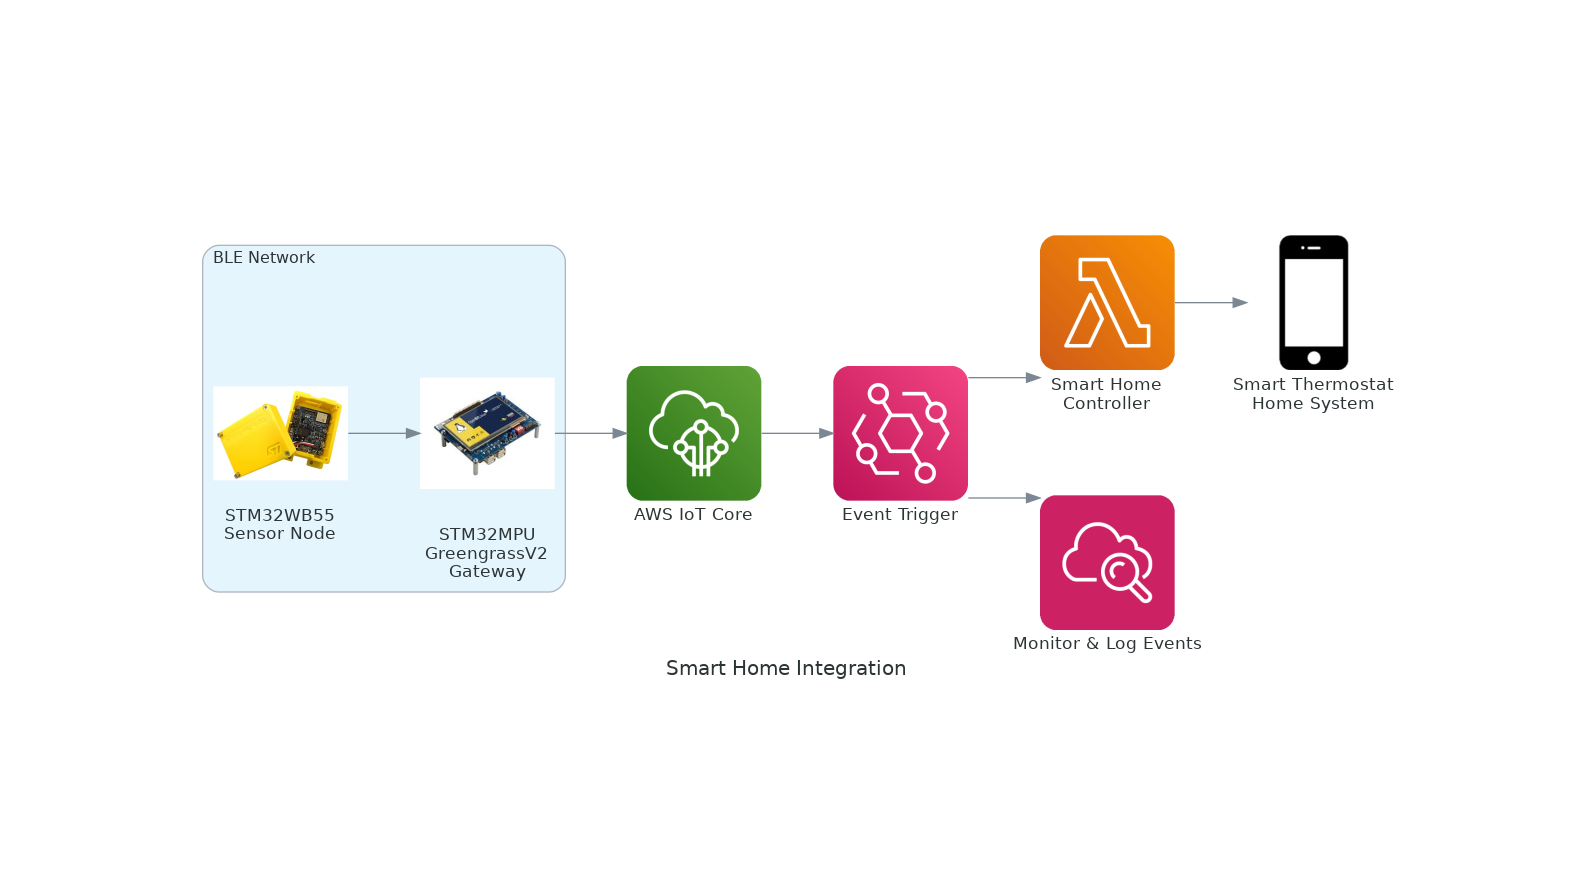 BLE Network
STM32WB55
Sensor Node
STM32MPU
GreengrassV2
Gateway
AWS IoT Core
Event Trigger
Smart Home
Controller
Smart Thermostat
Home System
Monitor & Log Events
Smart Home Integration